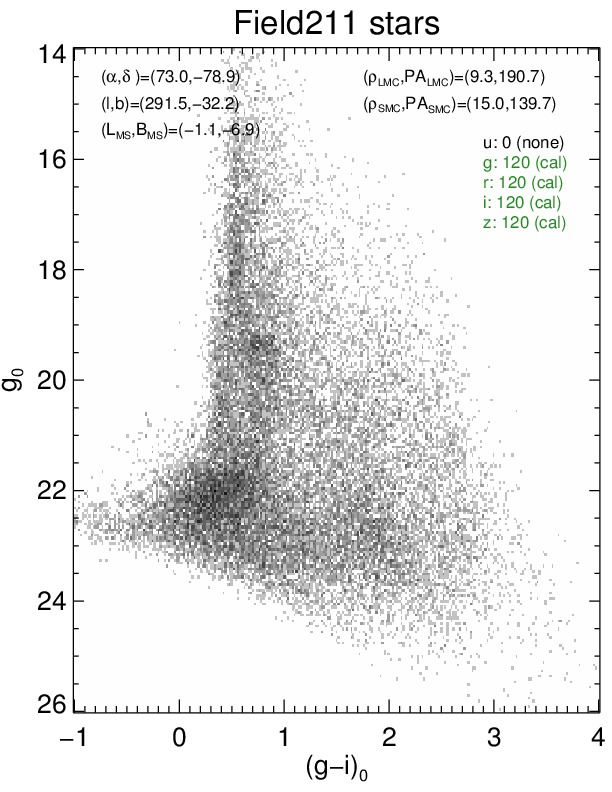 Field211 stars
(α,δ )=(73.0,−78.9)
(ρLMC,PALMC)=(9.3,190.7)
(l,b)=(291.5,−32.2)
(ρSMC,PASMC)=(15.0,139.7)
(LMS,BMS)=(−1.1,−6.9)
u: 0 (none)
g: 120 (cal)
r: 120 (cal)
i: 120 (cal)
z: 120 (cal)
14
16
18
20
22
24
26
g0
−1 0 1 2 3 4
(g−i)0